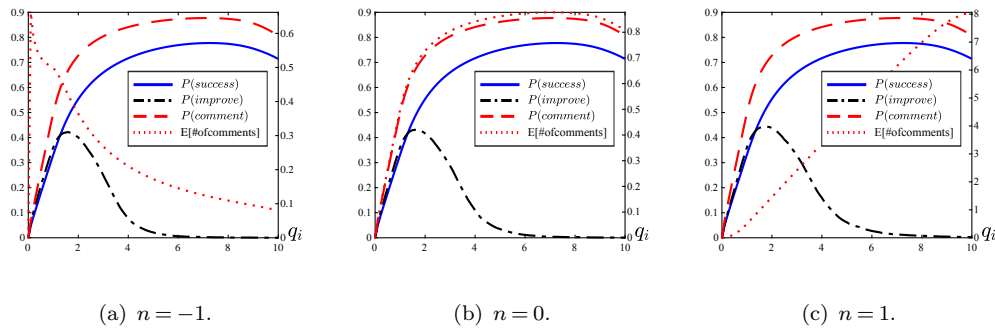 0.9
0.8
0.7
0.6
0.5
0.4
0.3
0.2
0.1
0
0 2 4 6 8 10
0.6
0.5
0.4
0.3
0.2
0.1
0
q_i
P(success)
P(improve)
P(comment)
E[#ofcomments]
(a) n = −1.
0.9
0.8
0.7
0.6
0.5
0.4
0.3
0.2
0.1
0
0 2 4 6 8 10
0.8
0.7
0.6
0.5
0.4
0.3
0.2
0.1
0
q_i
P(success)
P(improve)
P(comment)
E[#ofcomments]
(b) n = 0.
0.9
0.8
0.7
0.6
0.5
0.4
0.3
0.2
0.1
0
0 2 4 6 8 10
8
7
6
5
4
3
2
1
0
q_i
P(success)
P(improve)
P(comment)
E[#ofcomments]
(c) n = 1.